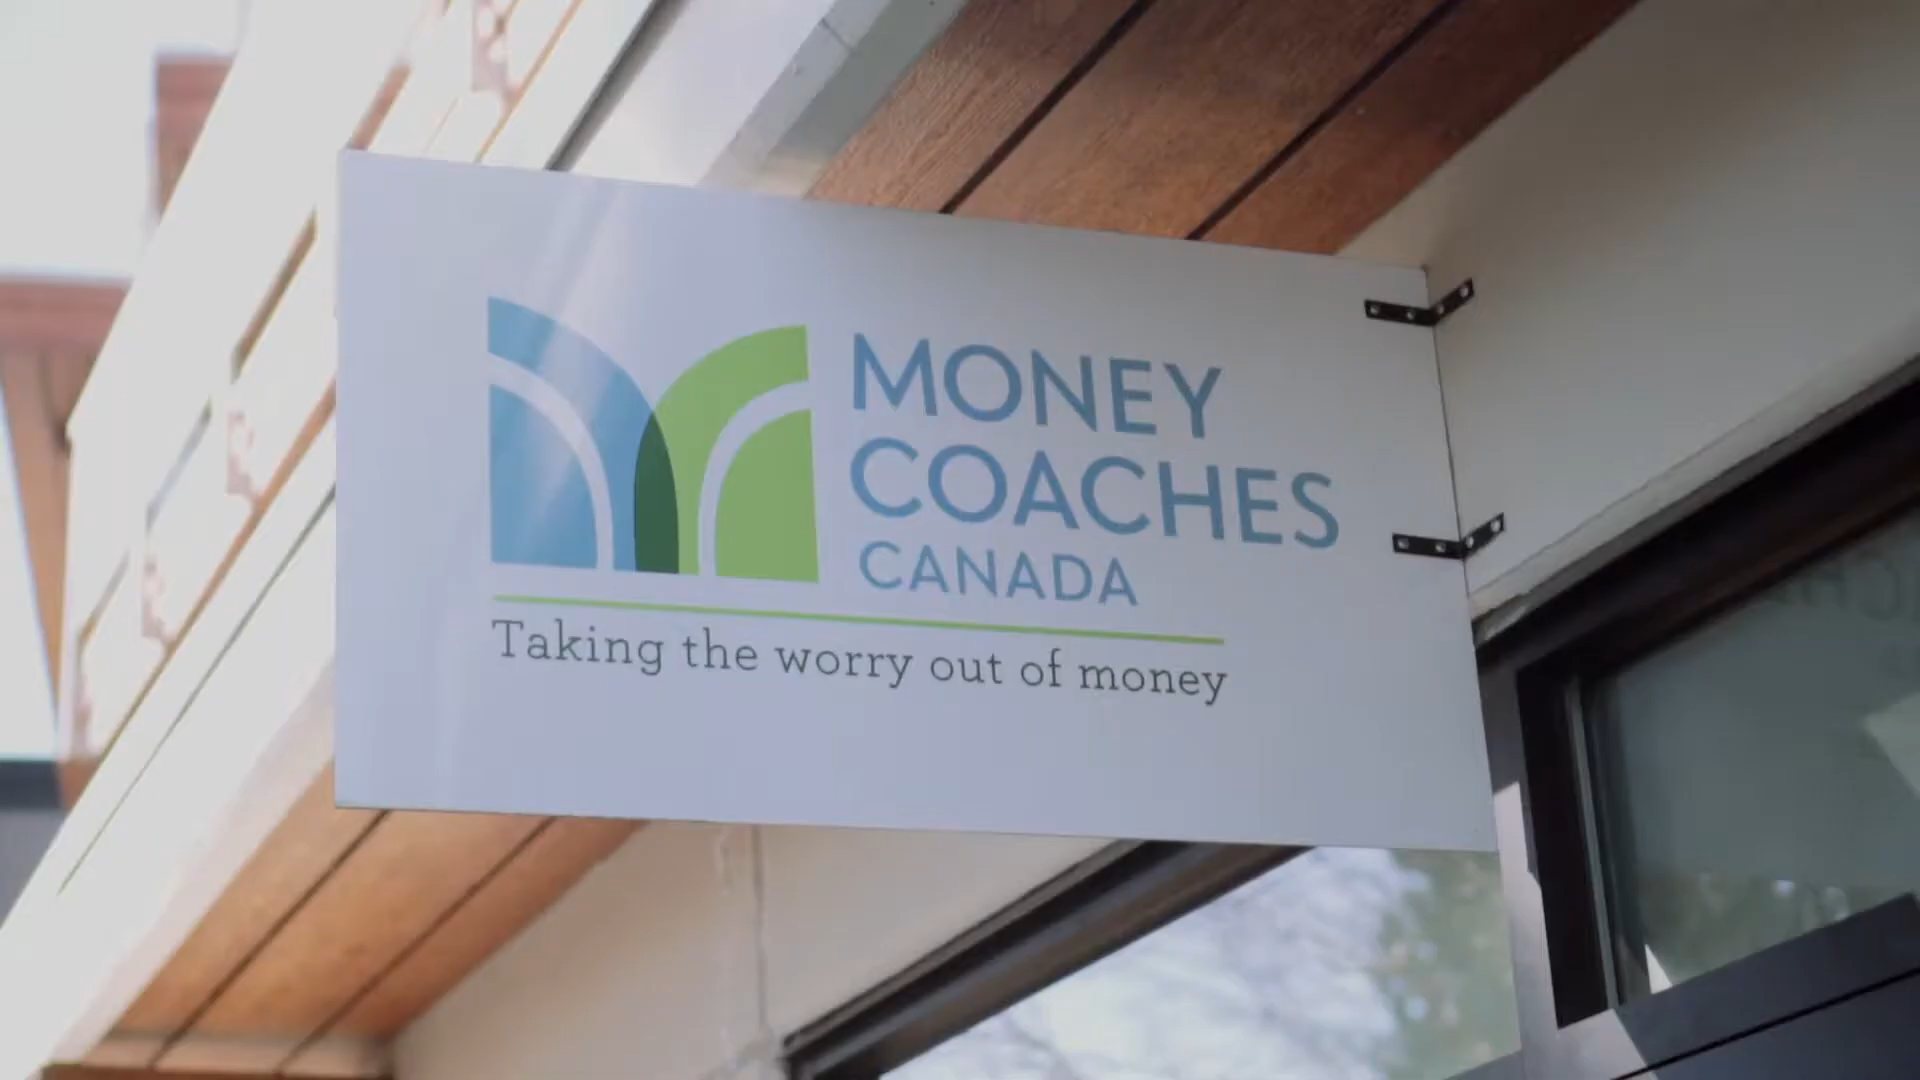 MONEY
COACHES
CANADA
Taking the worry out of money